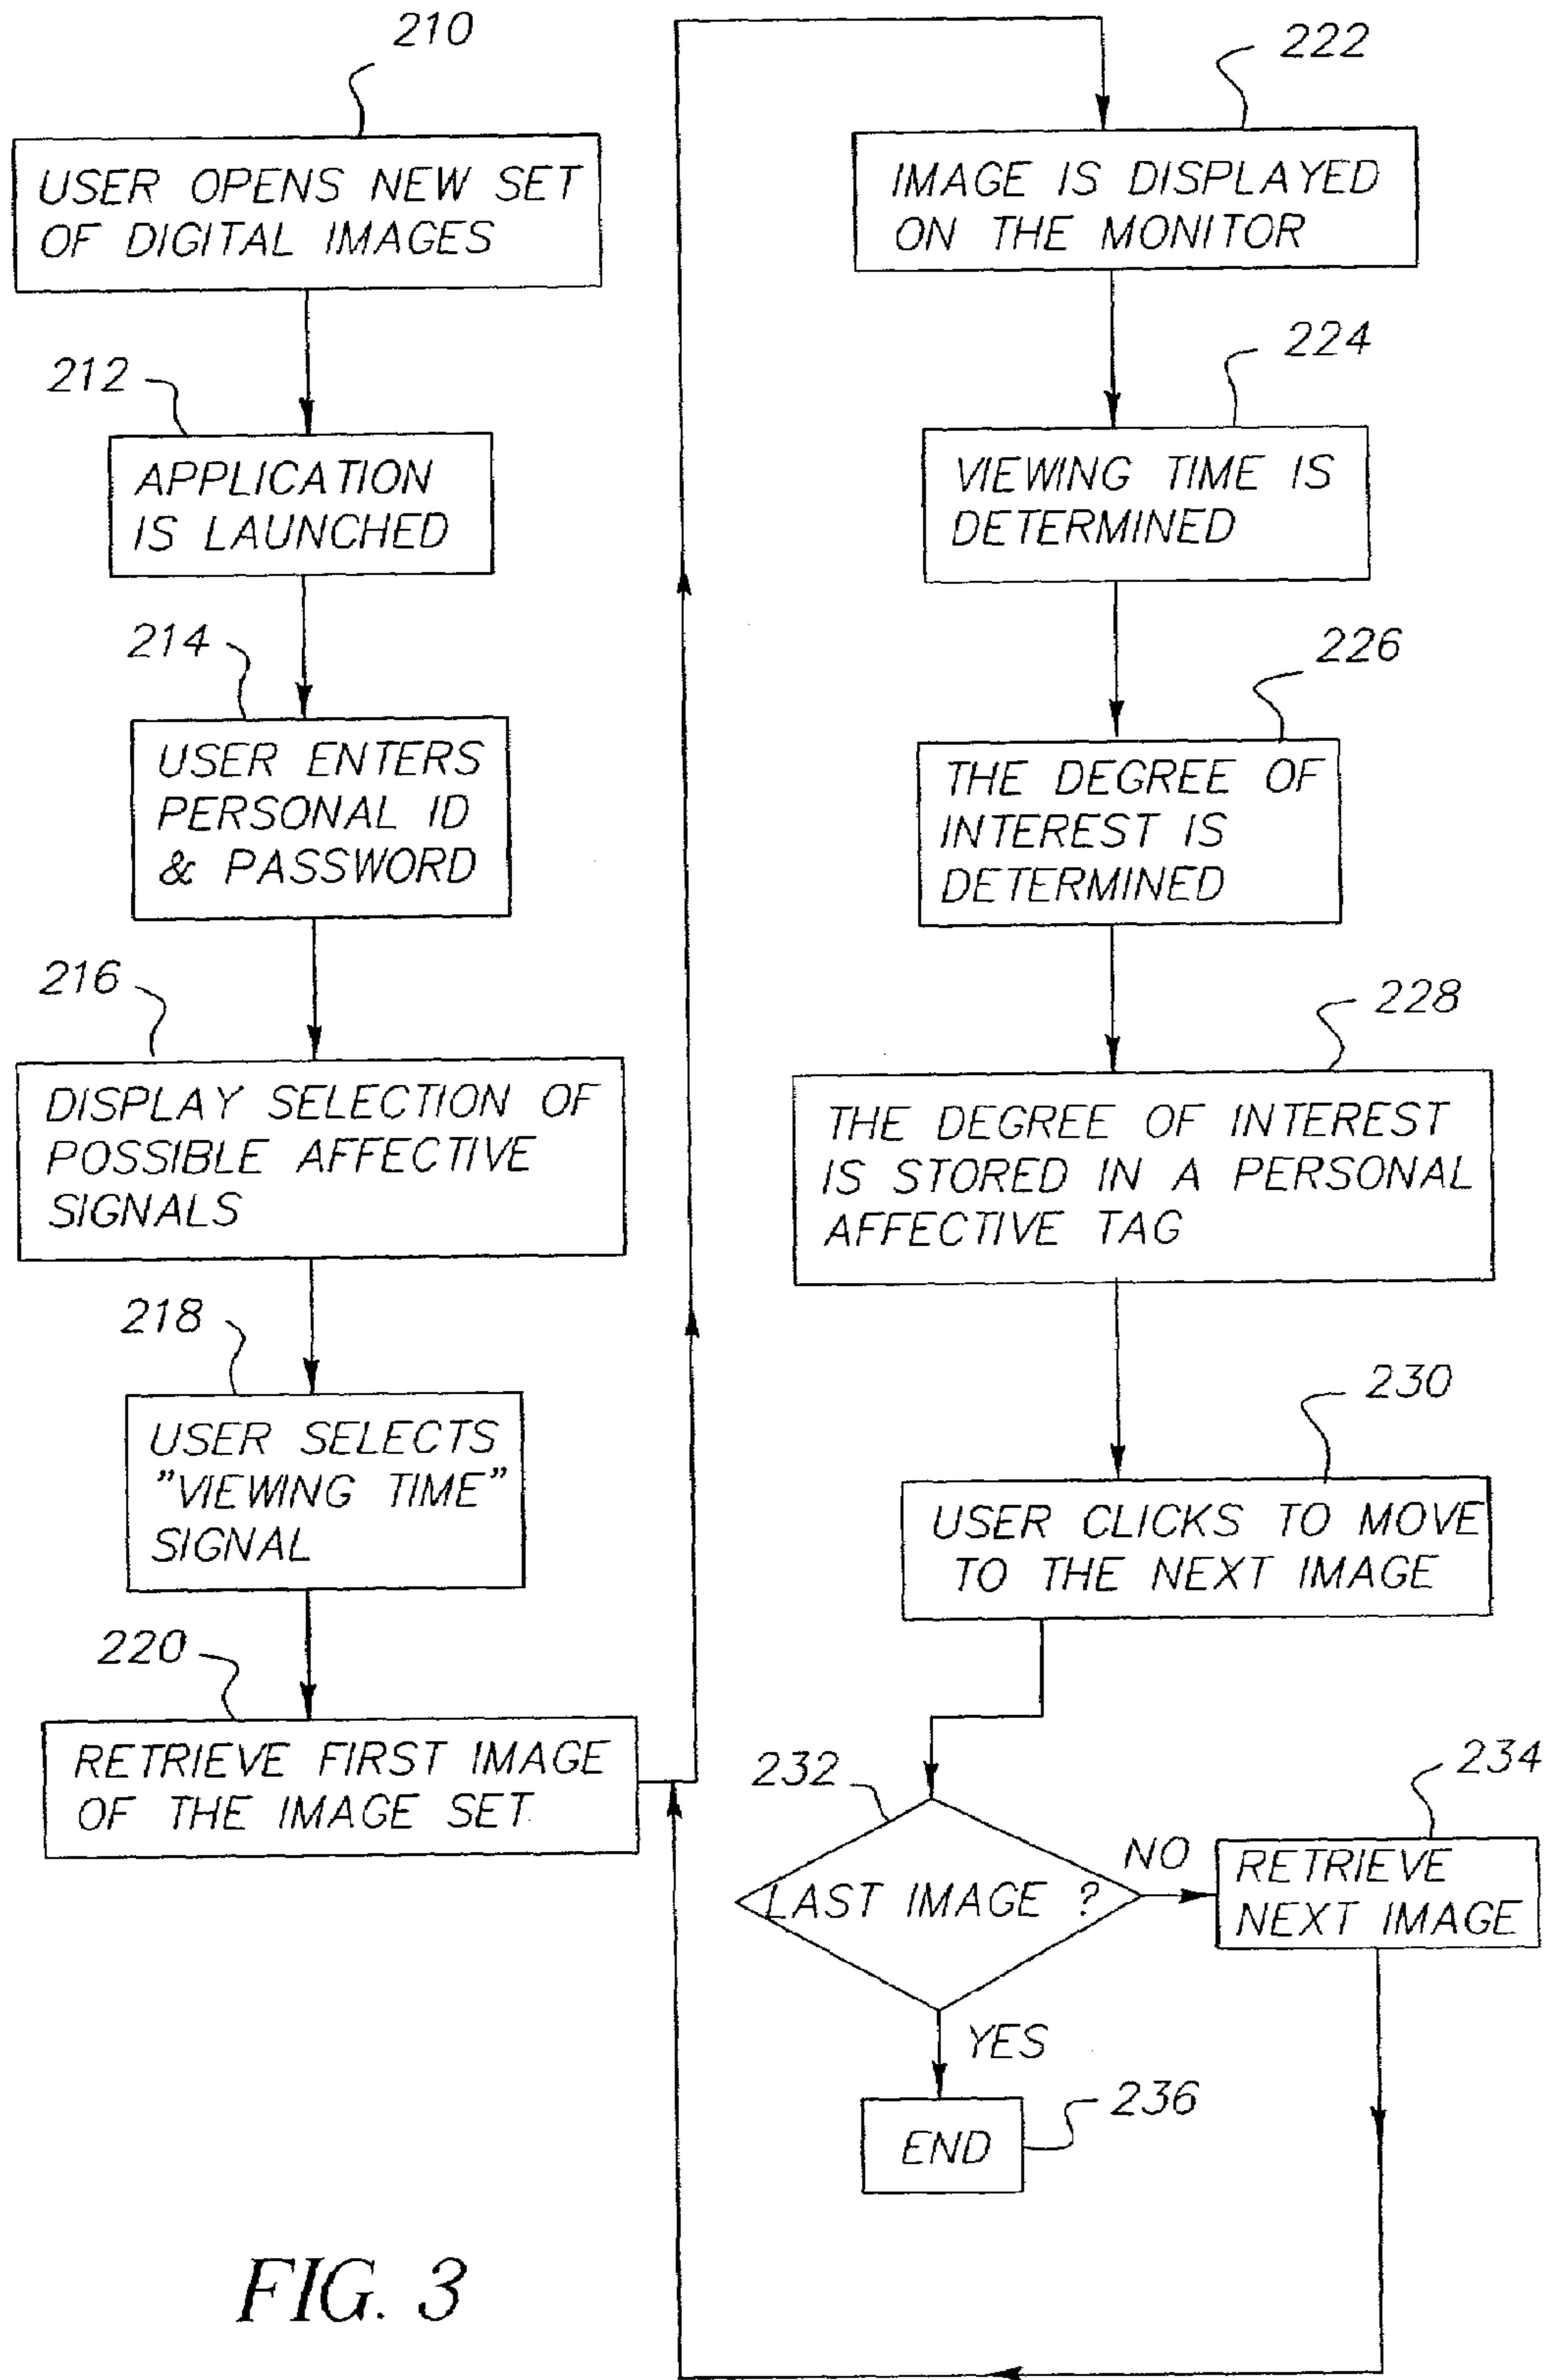 210
USER OPENS NEW SET
OF DIGITAL IMAGES
212
APPLICATION
IS LAUNCHED
214
USER ENTERS
PERSONAL ID
& PASSWORD
216
DISPLAY SELECTION OF
POSSIBLE AFFECTIVE
SIGNALS
218
USER SELECTS
"VIEWING TIME"
SIGNAL
220
RETRIEVE FIRST IMAGE
OF THE IMAGE SET.
222
IMAGE IS DISPLAYED
ON THE MONITOR
224
VIEWING TIME IS
DETERMINED
226
THE DEGREE OF
INTEREST IS
DETERMINED
228
THE DEGREE OF INTEREST
IS STORED IN A PERSONAL
AFFECTIVE TAG
230
USER CLICKS TO MOVE
TO THE NEXT IMAGE
232
LAST IMAGE ?
NO
234
RETRIEVE
NEXT IMAGE
YES
236
END
FIG. 3